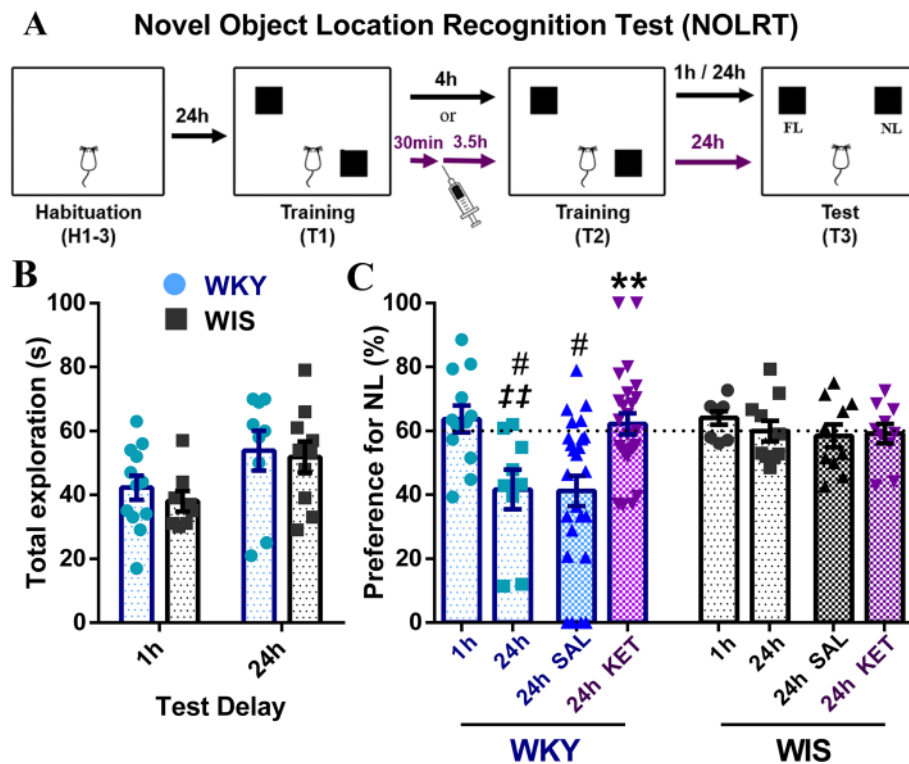 A Novel Object Location Recognition Test (NOLRT)
24h
4h
or
30min 3.5h
1h / 24h
24h
FL NL
Habituation
(H1-3)
Training
(T1)
Training
(T2)
Test
(T3)
B
WKY
WIS
Total exploration (s)
100
80
60
40
20
0
1h
24h
Test Delay
C
Preference for NL (%)
100
80
60
40
20
0
#
‡‡
#
**
1h
24h
24h SAL
24h KET
1h
24h
24h SAL
24h KET
WKY
WIS